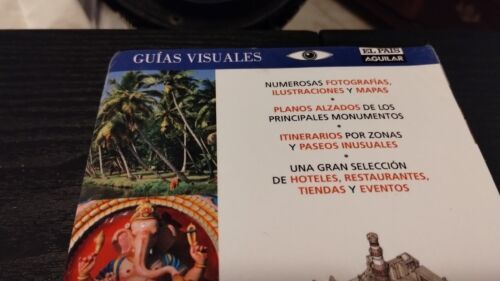 GUÍAS VISUALES
EL PAÍS
AGUILAR
NUMEROSAS FOTOGRAFÍAS,
ILUSTRACIONES Y MAPAS
•
PLANOS ALZADOS DE LOS
PRINCIPALES MONUMENTOS
•
ITINERARIOS POR ZONAS
Y PASEOS INUSUALES
•
UNA GRAN SELECCIÓN
DE HOTELES, RESTAURANTES,
TIENDAS Y EVENTOS